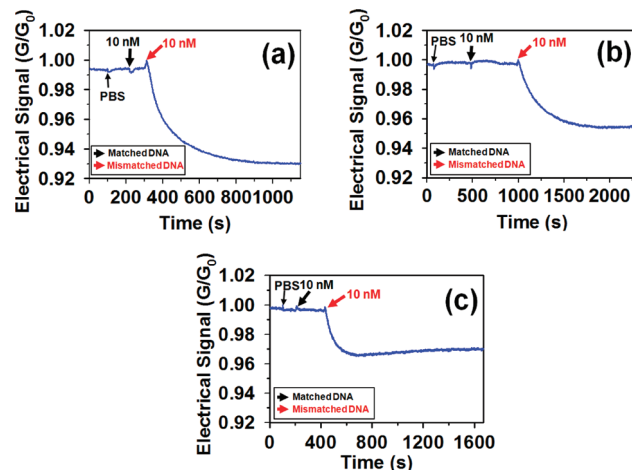 Electrical Signal (G/G0)
1.02
1.00
0.98
0.96
0.94
0.92
10 nM
10 nM
PBS
(a)
Matched DNA
Mismatched DNA
0 200 400 600 8001000
Time (s)
Electrical Signal (G/G0)
1.02
1.00
0.98
0.96
0.94
0.92
PBS
10 nM
10 nM
(b)
Matched DNA
Mismatched DNA
0 500 1000 1500 2000
Time (s)
Electrical Signal (G/G0)
1.02
1.00
0.98
0.96
0.94
0.92
PBS
10 nM
10 nM
(c)
Matched DNA
Mismatched DNA
0 400 800 1200 1600
Time (s)